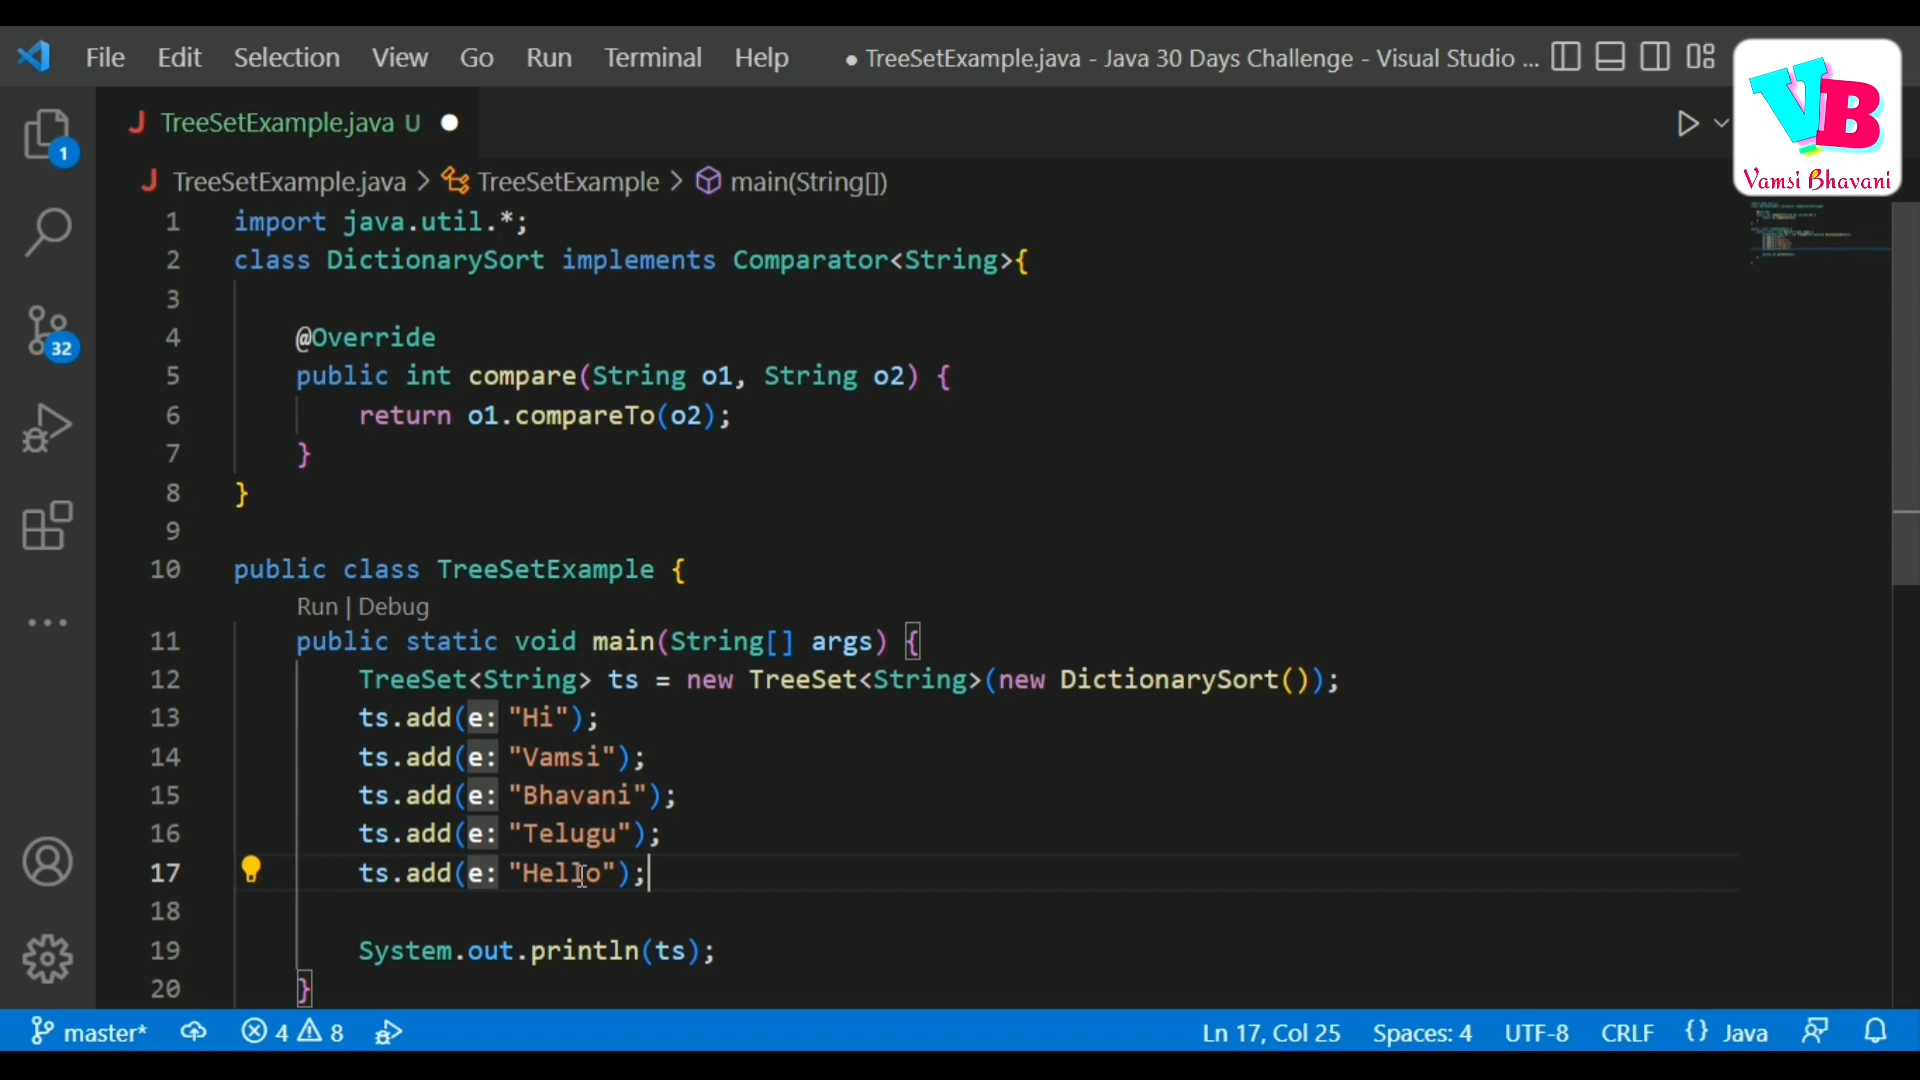 File Edit Selection View Go Run Terminal Help ● TreeSetExample.java - Java 30 Days Challenge - Visual Studio ...
VB
Vamsi Bhavani
J TreeSetExample.java U ●
J TreeSetExample.java > TreeSetExample > main(String[])
1
32
1 import java.util.*;
2 class DictionarySort implements Comparator<String>{
3
4 @Override
5 public int compare(String o1, String o2) {
6 return o1.compareTo(o2);
7 }
8 }
9
10 public class TreeSetExample {
Run | Debug
11 public static void main(String[] args) {
12 TreeSet<String> ts = new TreeSet<String>(new DictionarySort());
13 ts.add(e: "Hi");
14 ts.add(e: "Vamsi");
15 ts.add(e: "Bhavani");
16 ts.add(e: "Telugu");
17 ts.add(e: "Hello");
18
19 System.out.println(ts);
20 }
master* 4 8 Ln 17, Col 25 Spaces: 4 UTF-8 CRLF {} Java